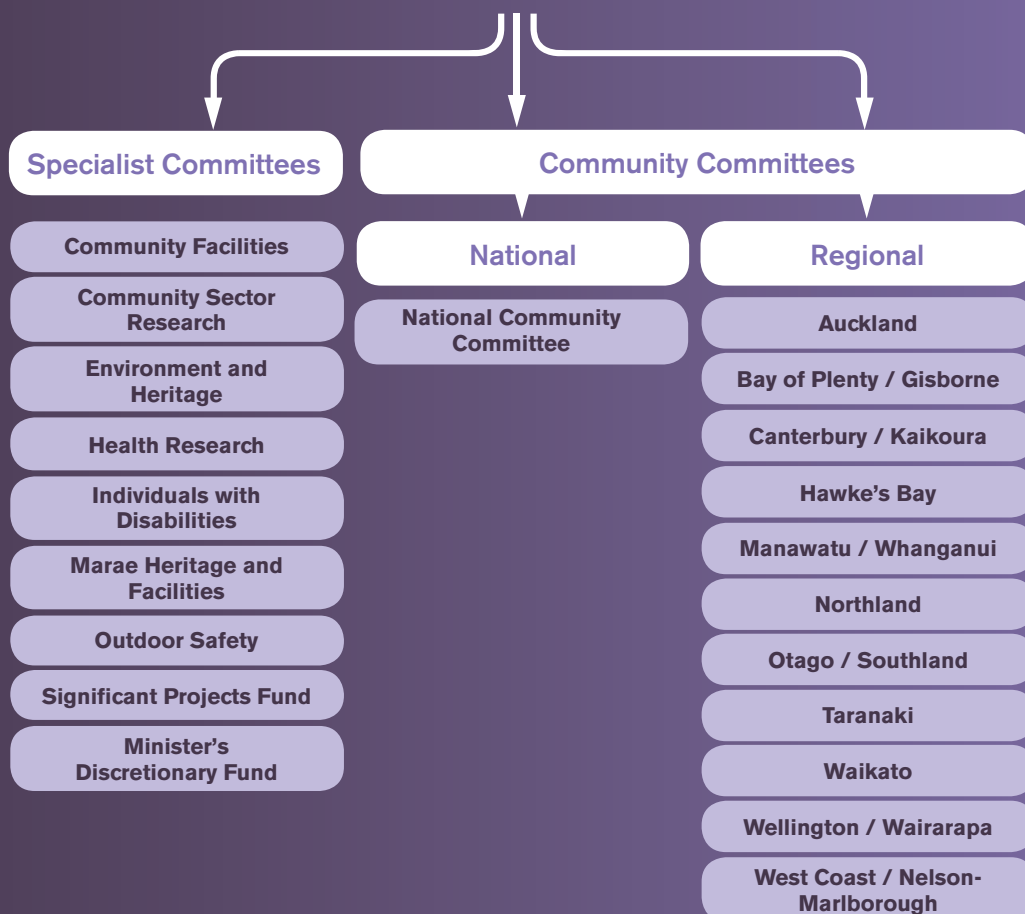 Specialist Committees
Community Facilities
Community Sector
Research
Environment and
Heritage
Health Research
Individuals with
Disabilities
Marae Heritage and
Facilities
Outdoor Safety
Significant Projects Fund
Minister’s
Discretionary Fund
Community Committees
National
National Community
Committee
Regional
Auckland
Bay of Plenty / Gisborne
Canterbury / Kaikoura
Hawke’s Bay
Manawatu / Whanganui
Northland
Otago / Southland
Taranaki
Waikato
Wellington / Wairarapa
West Coast / Nelson-
Marlborough